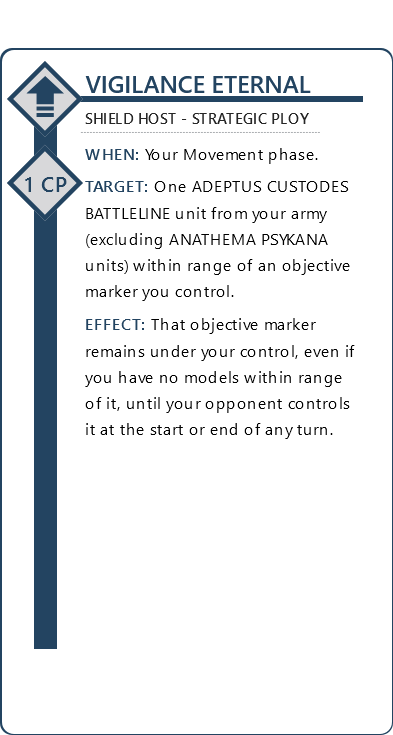 VIGILANCE ETERNAL
SHIELD HOST - STRATEGIC PLOY
1 CP
WHEN: Your Movement phase.
TARGET: One ADEPTUS CUSTODES
BATTLELINE unit from your army
(excluding ANATHEMA PSYKANA
units) within range of an objective
marker you control.
EFFECT: That objective marker
remains under your control, even if
you have no models within range
of it, until your opponent controls
it at the start or end of any turn.